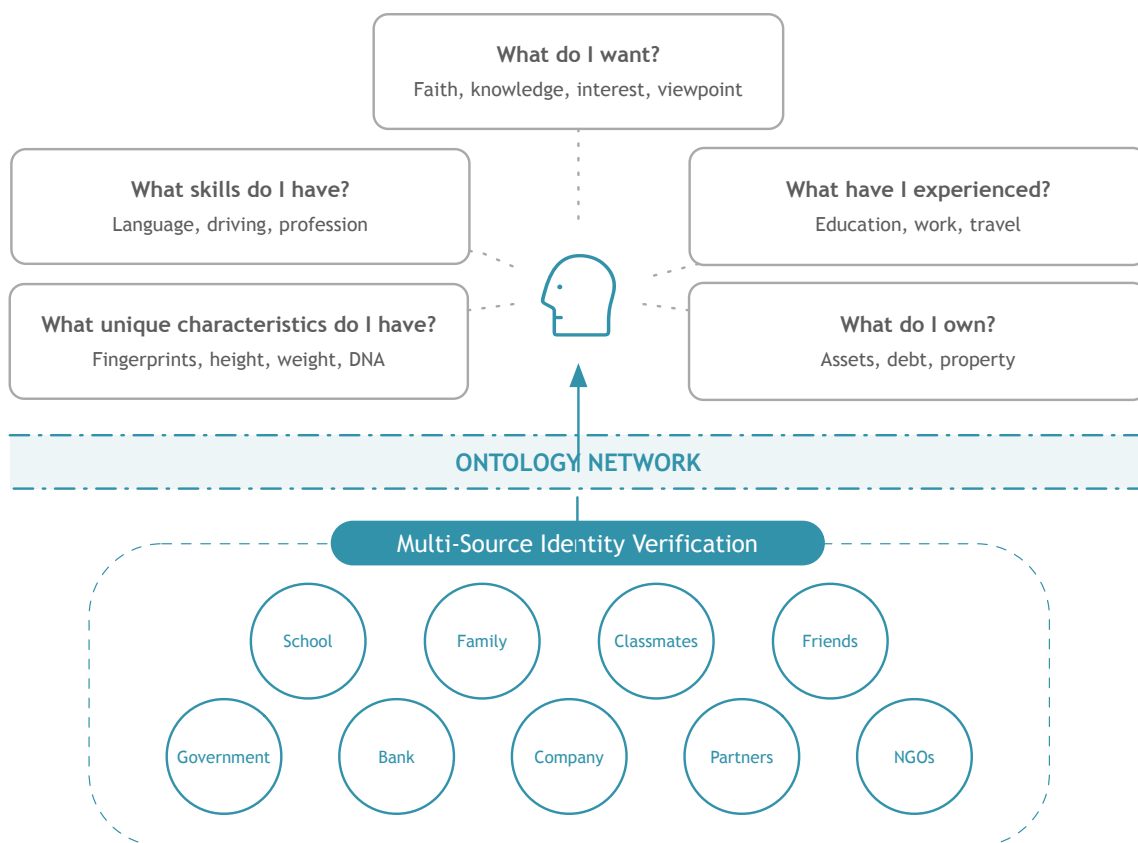 What do I want?
Faith, knowledge, interest, viewpoint
What skills do I have?
Language, driving, profession
What have I experienced?
Education, work, travel
What unique characteristics do I have?
Fingerprints, height, weight, DNA
What do I own?
Assets, debt, property
ONTOLOGY NETWORK
Multi-Source Identity Verification
School
Family
Classmates
Friends
Government
Bank
Company
Partners
NGOs